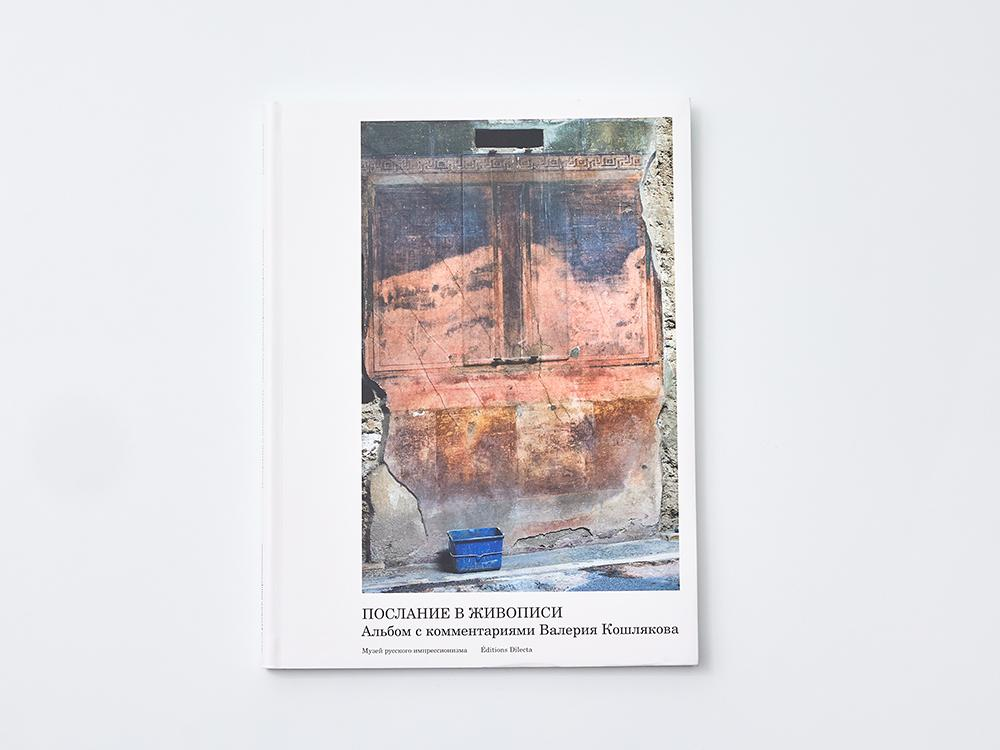 ПОСЛАНИЕ В ЖИВОПИСИ
Альбом с комментариями Валерия Кошлякова
Музей русского импрессионизма Éditions Dilecta